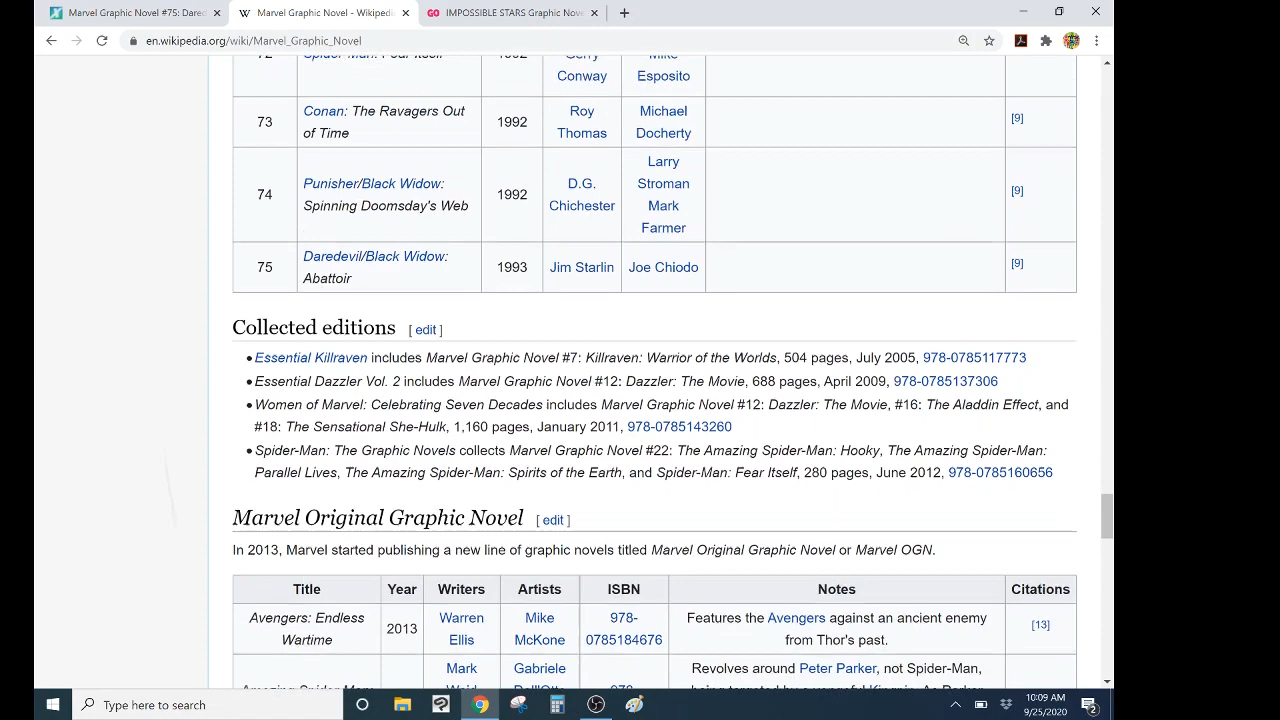 Marvel Graphic Novel #75: Dared
Marvel Graphic Novel - Wikipedi
GO IMPOSSIBLE STARS Graphic Nove
en.wikipedia.org/wiki/Marvel_Graphic_Novel
72 Spider-Man: Fear Itself 1992 Gerry Conway Mike Esposito
73 Conan: The Ravagers Out of Time 1992 Roy Thomas Michael Docherty [9]
74 Punisher/Black Widow: Spinning Doomsday's Web 1992 D.G. Chichester Larry Stroman Mark Farmer [9]
75 Daredevil/Black Widow: Abattoir 1993 Jim Starlin Joe Chiodo [9]
Collected editions [ edit ]
Essential Killraven includes Marvel Graphic Novel #7: Killraven: Warrior of the Worlds, 504 pages, July 2005, 978-0785117773
Essential Dazzler Vol. 2 includes Marvel Graphic Novel #12: Dazzler: The Movie, 688 pages, April 2009, 978-0785137306
Women of Marvel: Celebrating Seven Decades includes Marvel Graphic Novel #12: Dazzler: The Movie, #16: The Aladdin Effect, and
#18: The Sensational She-Hulk, 1,160 pages, January 2011, 978-0785143260
Spider-Man: The Graphic Novels collects Marvel Graphic Novel #22: The Amazing Spider-Man: Hooky, The Amazing Spider-Man:
Parallel Lives, The Amazing Spider-Man: Spirits of the Earth, and Spider-Man: Fear Itself, 280 pages, June 2012, 978-0785160656
Marvel Original Graphic Novel [ edit ]
In 2013, Marvel started publishing a new line of graphic novels titled Marvel Original Graphic Novel or Marvel OGN.
Title Year Writers Artists ISBN Notes Citations
Avengers: Endless Wartime 2013 Warren Ellis Mike McKone 978-0785184676 Features the Avengers against an ancient enemy from Thor's past. [13]
Mark Gabriele Revolves around Peter Parker, not Spider-Man,
Type here to search
10:09 AM
9/25/2020
2